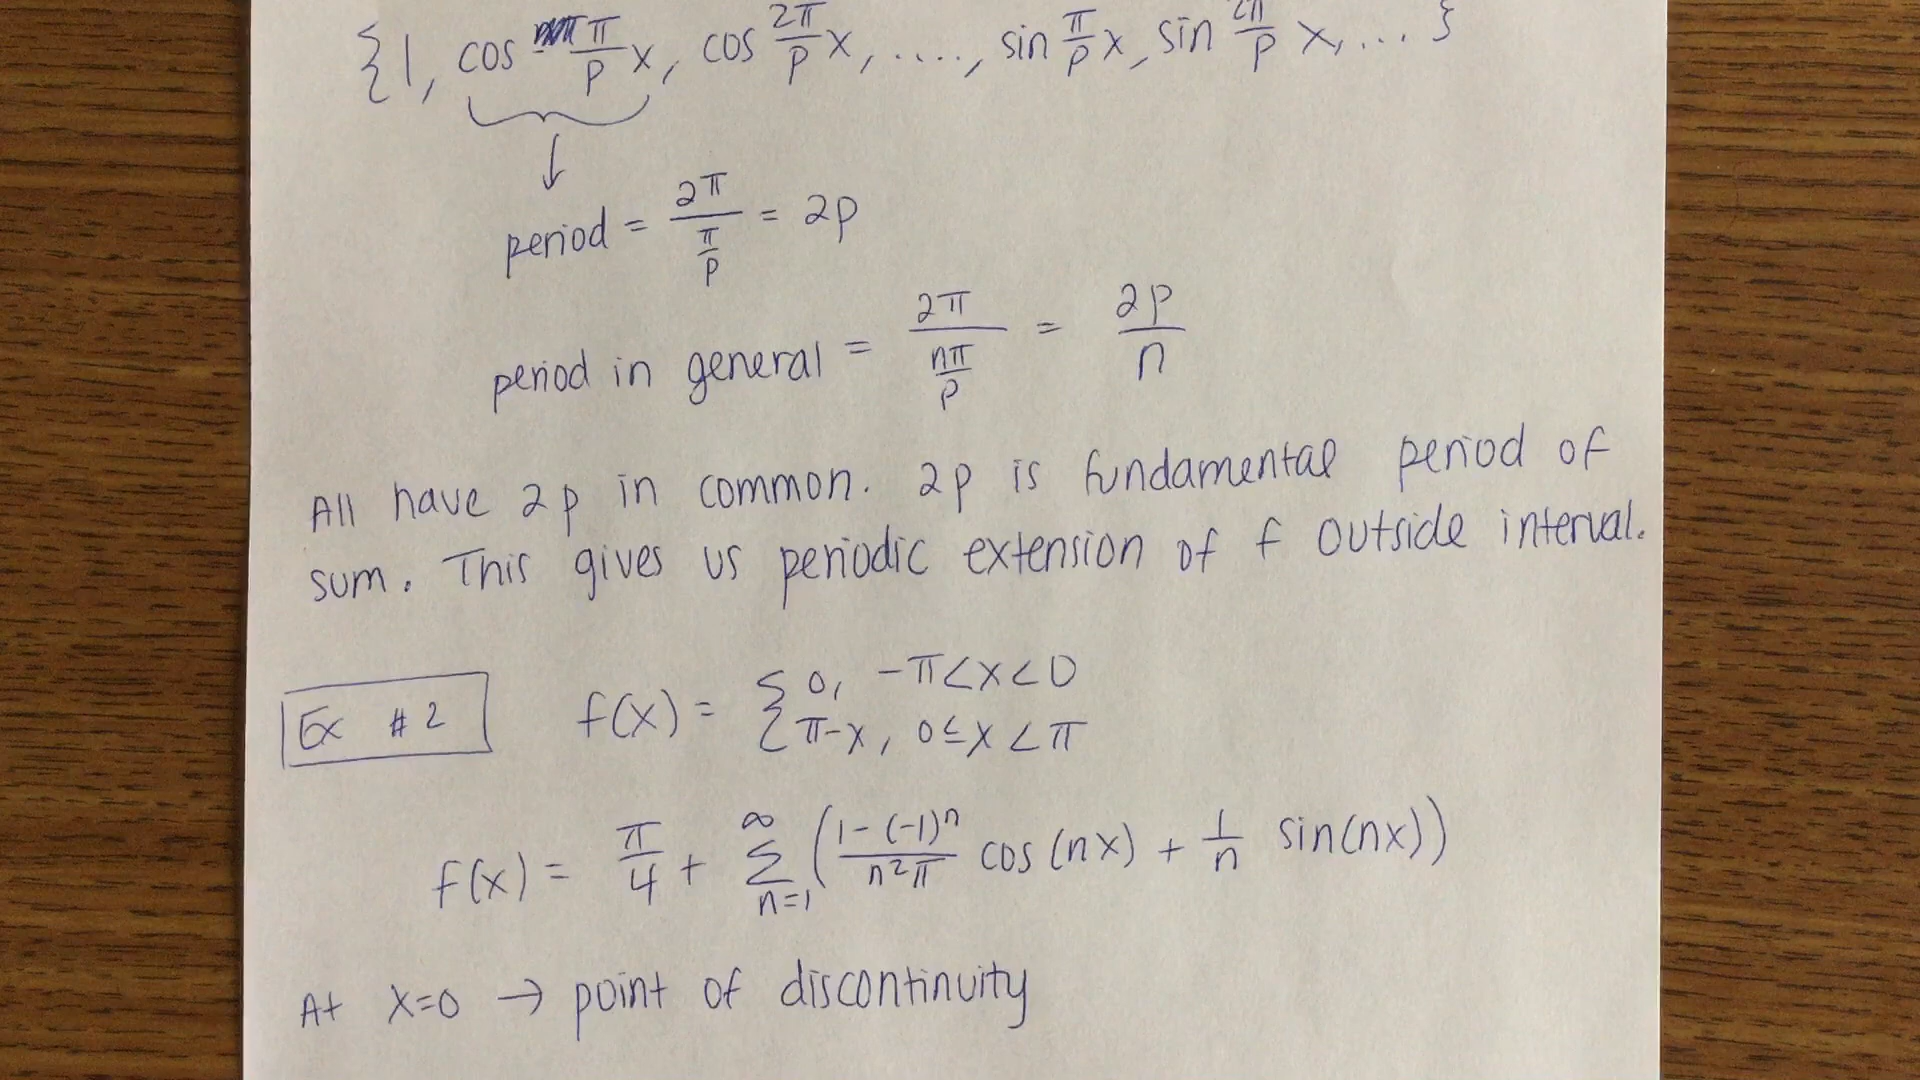 {1, cos π/p x, cos 2π/p x, ...., sin π/p x, sin 2π/p x, ... }
period = 2π/(π/p) = 2p
period in general = 2π/(nπ/p) = 2p/n
All have 2p in common. 2p is fundamental period of
sum. This gives us periodic extension of f outside interval.
Ex #2 f(x) = { 0, -π<x<0
π-x, 0≤x<π
f(x) = π/4 + ∞∑n=1 ( (1-(-1)ⁿ)/(n²π) cos (nx) + 1/n sin(nx))
At x=0 → point of discontinuity